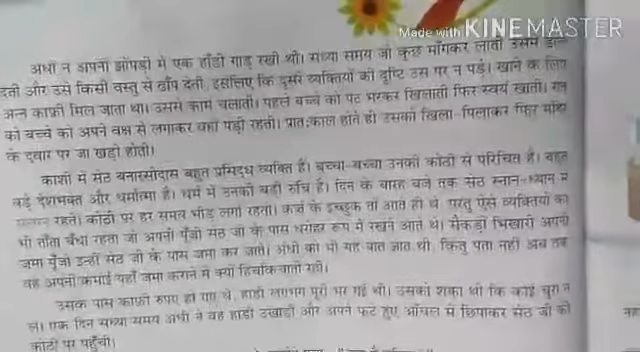 Made with KINEMASTER
अंधी ने अपनी झोंपड़ी में एक हाँडी गाड़ रखी थी। संध्या समय जो कुछ माँगकर लाती उसमें डाल
देती और उसे किसी वस्तु से ढाँप देती, इसलिए कि दूसरे व्यक्तियों की दृष्टि उस पर न पड़े। खाने के लिए
अन्न काफ़ी मिल जाता था। उससे काम चलाती। पहले बच्चे को पेट भरकर खिलाती फिर स्वयं खाती। रात
को बच्चे को अपने वक्ष से लगाकर वहीं पड़ी रहती। प्रात:काल होते ही उसको खिला-पिलाकर फिर मंदिर
के द्वार पर जा खड़ी होती।
काशी में सेठ बनारसीदास बहुत प्रसिद्ध व्यक्ति हैं। बच्चा-बच्चा उनकी कोठी से परिचित है। बहुत
बड़े देशभक्त और धर्मात्मा हैं। धर्म में उनकी बड़ी रुचि है। दिन के बारह बजे तक सेठ स्नान-ध्यान में
रहते। कोठी पर हर समय भीड़ लगी रहती। कर्ज के इच्छुक तो आते ही थे, परंतु ऐसे व्यक्तियों का
भी ताँता बँधा रहता जो अपनी पूँजी सेठ जी के पास धरोहर रूप में रखने आते थे। सैकड़ों भिखारी अपनी
जमा पूँजी इन्हीं सेठ जी के पास जमा कर जाते। अंधी को भी यह बात ज्ञात थी, किंतु पता नहीं अब तक
वह अपनी कमाई यहाँ जमा कराने में क्यों हिचकिचाती रही।
उसके पास काफ़ी रुपए हो गए थे, हाँडी लगभग पूरी भर गई थी। उसको शंका थी कि कोई चुरा न
ले। एक दिन संध्या समय अंधी ने वह हाँडी उखाड़ी और अपने फटे हुए आँचल में छिपाकर सेठ जी की
कोठी पर पहुँची।